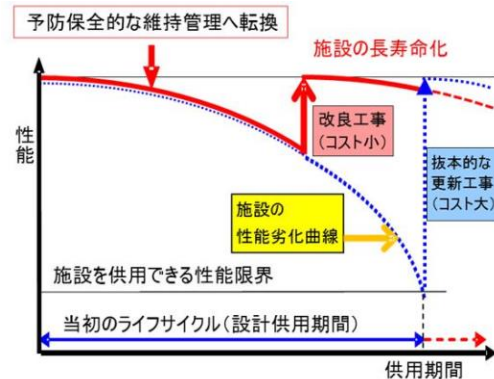 予防保全的な維持管理へ転換
施設の長寿命化
性能
改良工事
(コスト小)
抜本的な
更新工事
(コスト大)
施設の
性能劣化曲線
施設を供用できる性能限界
当初のライフサイクル(設計供用期間)
供用期間